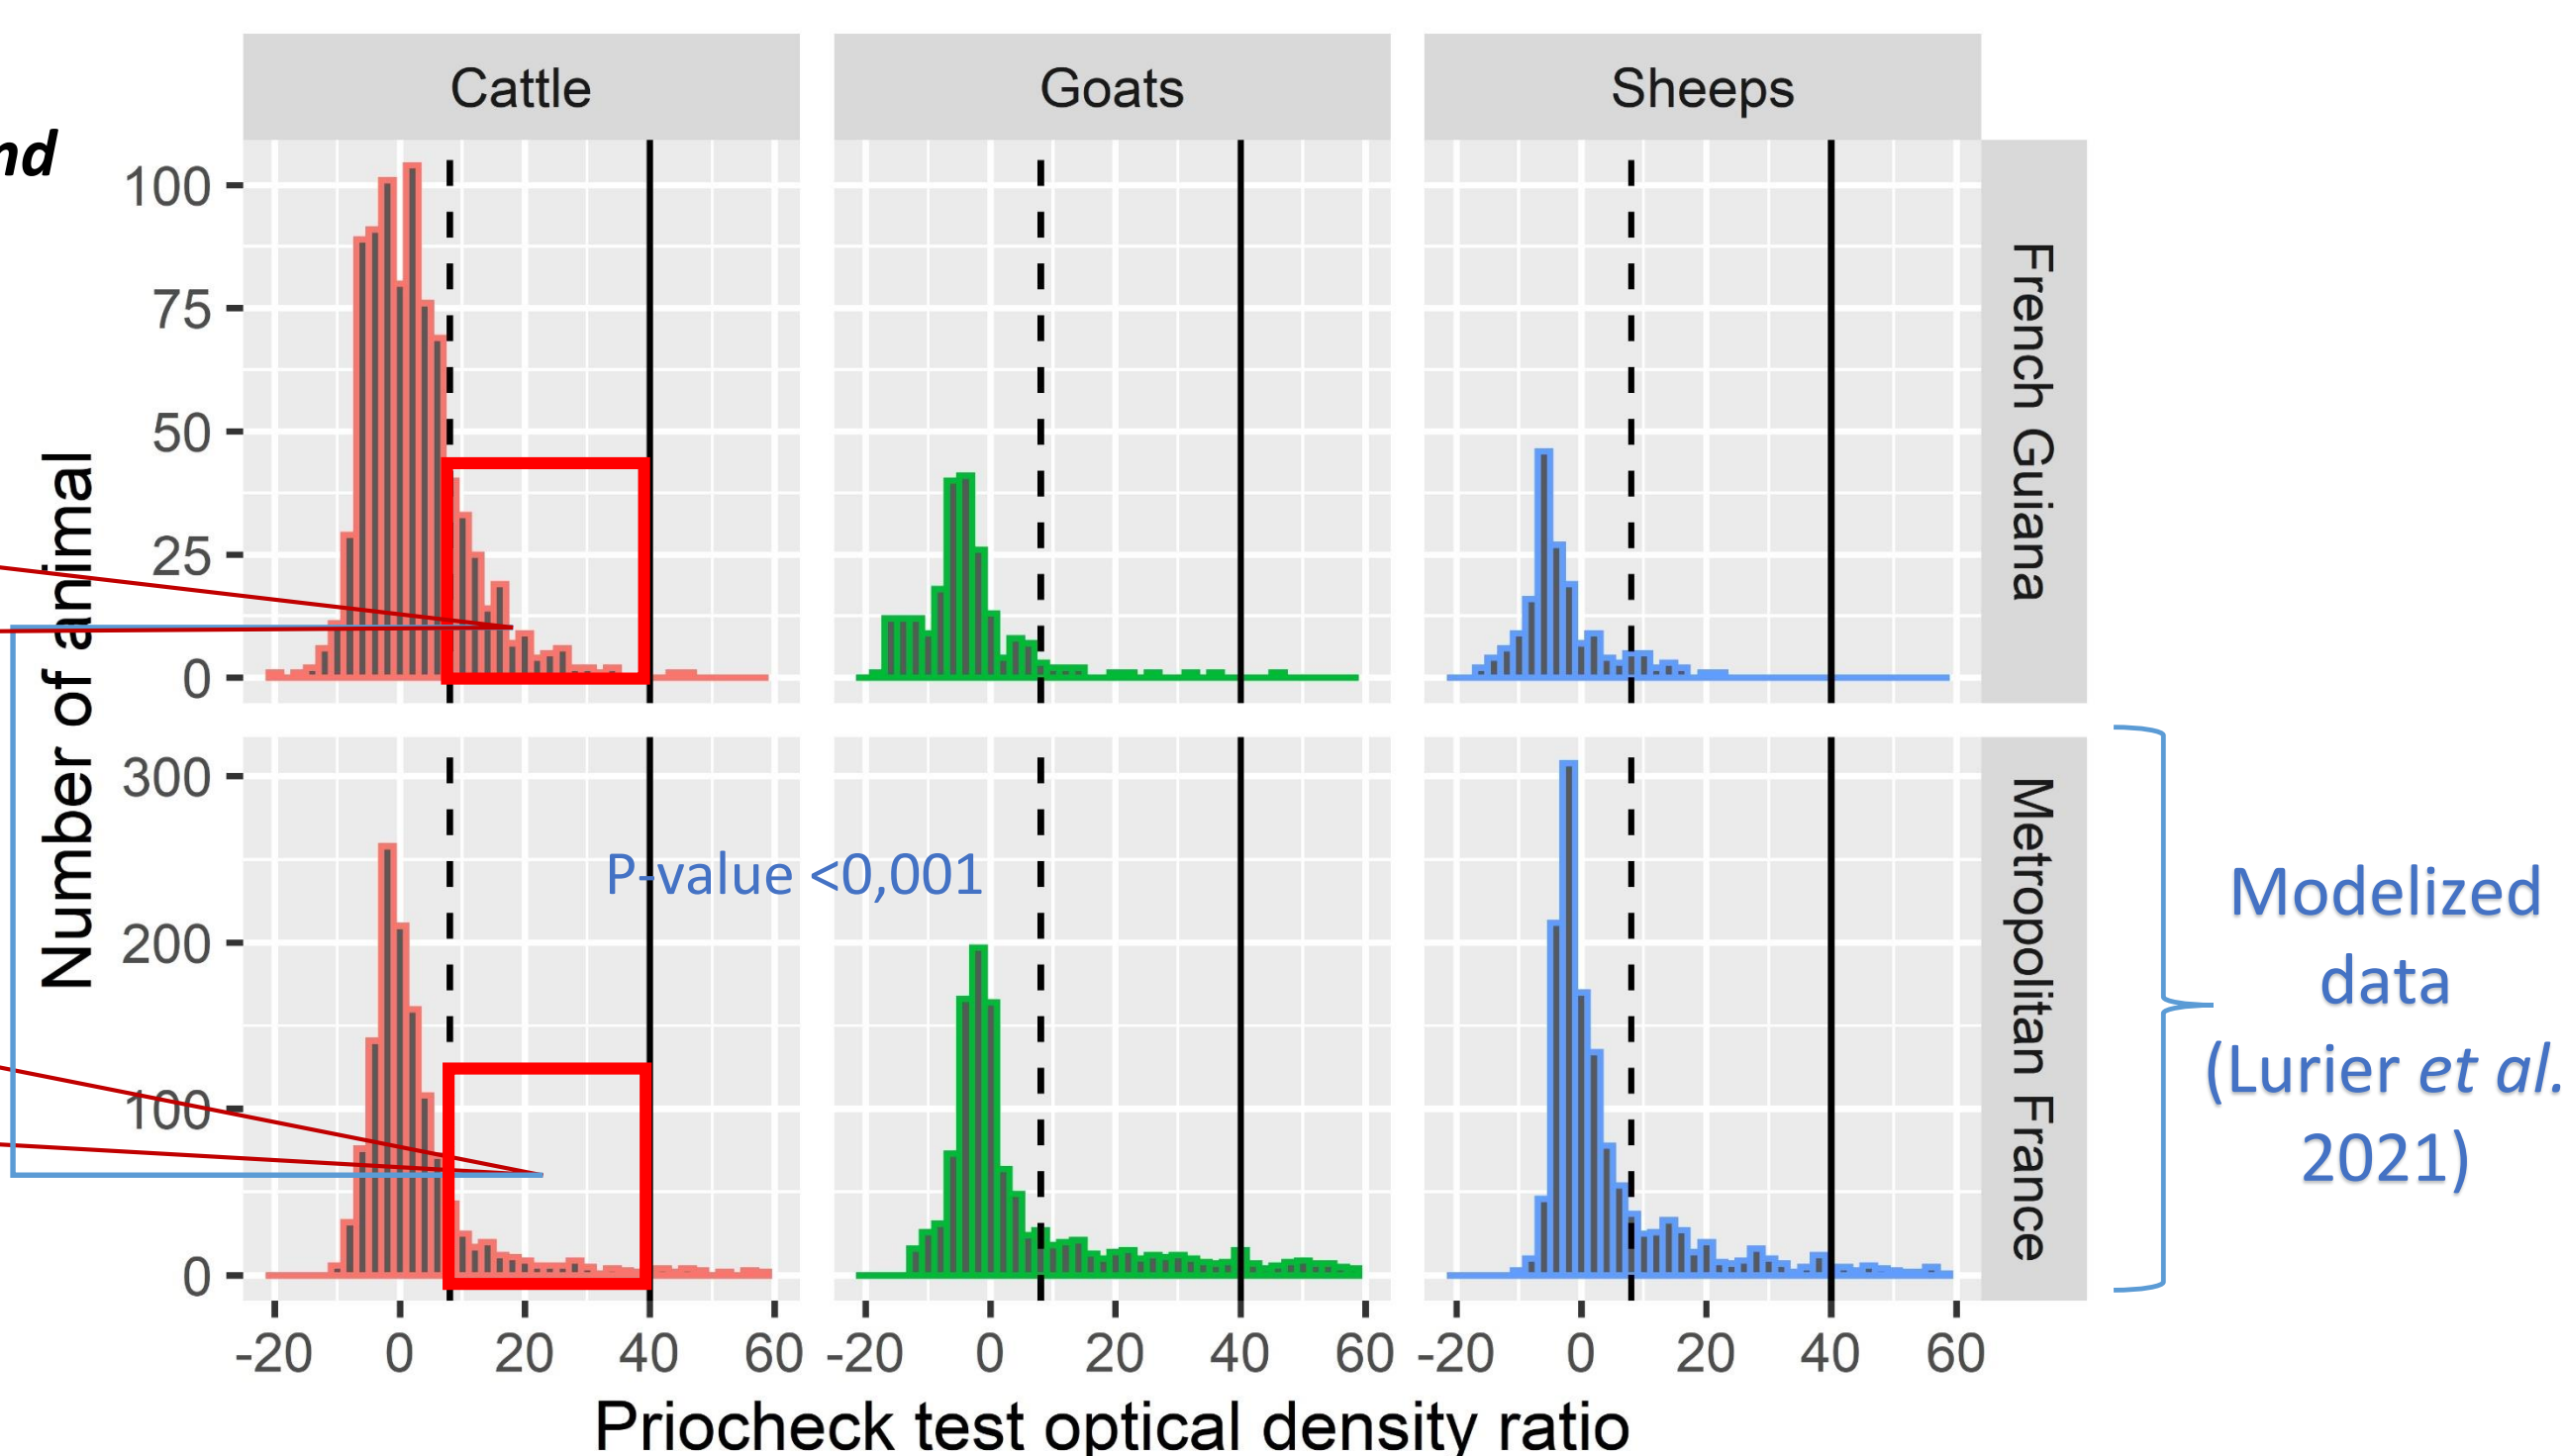 Cattle
Goats
Sheeps
nd
100
75
50
25
0
French Guiana
Number of animal
300
200
100
0
P-value <0,001
Metropolitan France
Modelized
data
(Lurier et al.
2021)
-20 0 20 40 60 -20 0 20 40 60 -20 0 20 40 60
Priocheck test optical density ratio